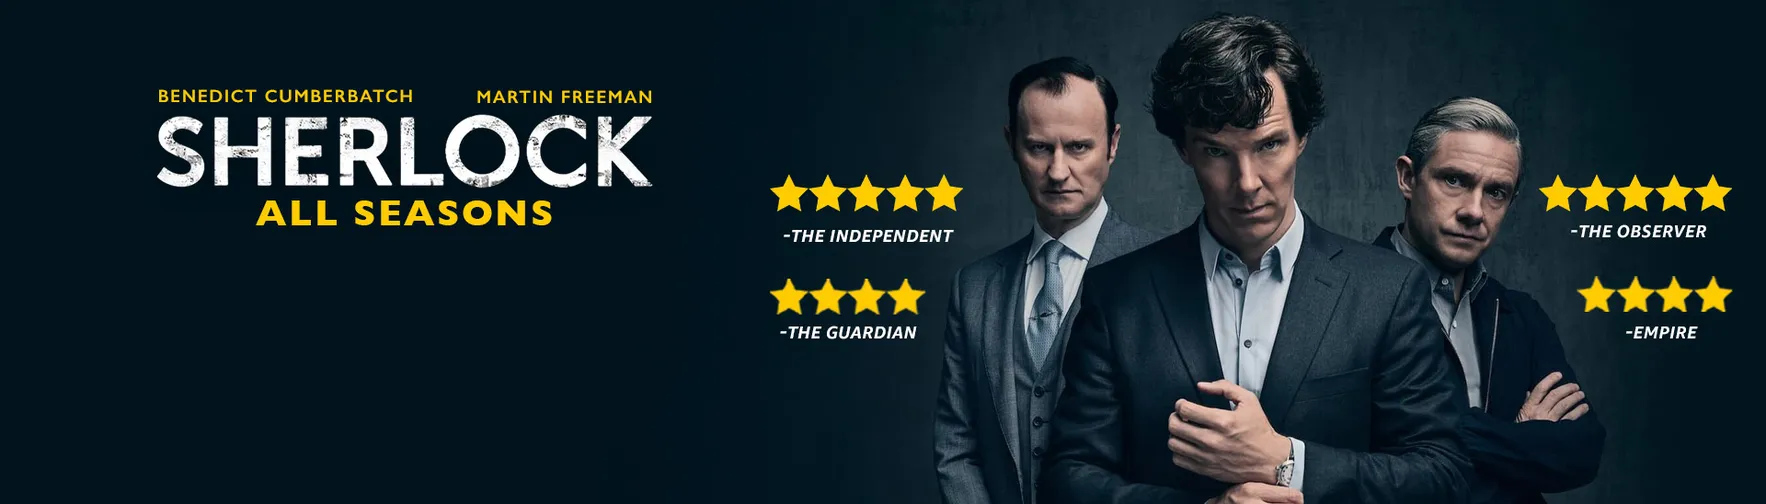 BENEDICT CUMBERBATCH MARTIN FREEMAN
SHERLOCK
ALL SEASONS
-THE INDEPENDENT
-THE GUARDIAN
-THE OBSERVER
-EMPIRE